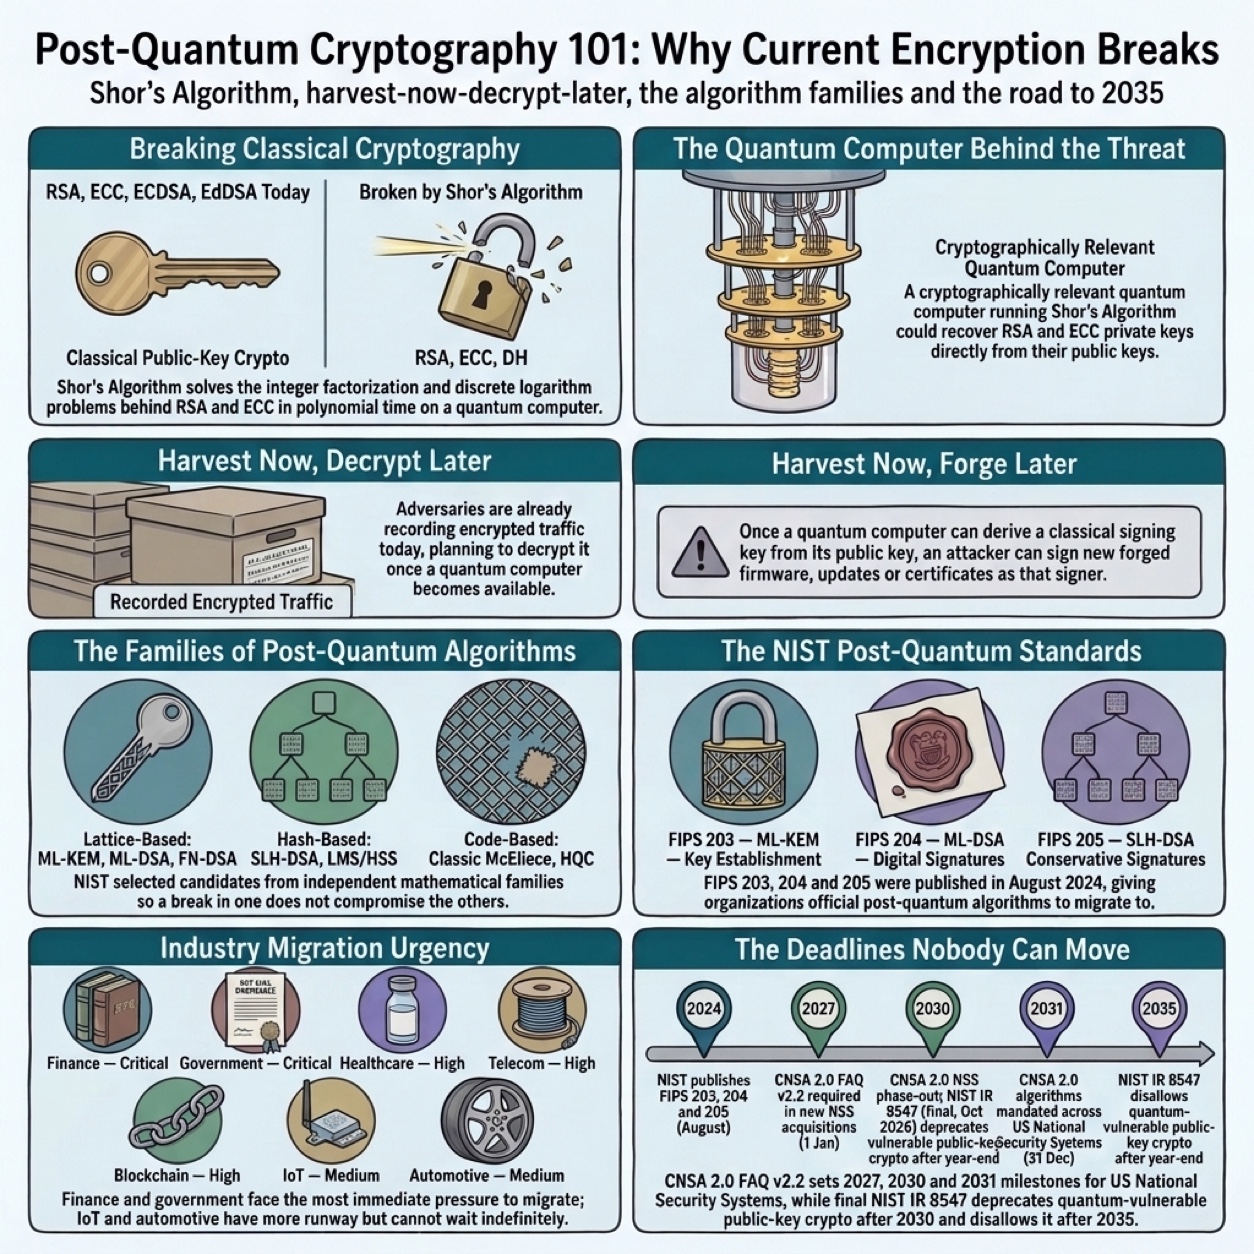 Post-Quantum Cryptography 101: Why Current Encryption Breaks
Shor's Algorithm, harvest-now-decrypt-later, the algorithm families and the road to 2035
Breaking Classical Cryptography
RSA, ECC, ECDSA, EdDSA Today
Classical Public-Key Crypto
Broken by Shor's Algorithm
RSA, ECC, DH
Shor's Algorithm solves the integer factorization and discrete logarithm
problems behind RSA and ECC in polynomial time on a quantum computer.
The Quantum Computer Behind the Threat
Cryptographically Relevant
Quantum Computer
A cryptographically relevant quantum
computer running Shor's Algorithm
could recover RSA and ECC private keys
directly from their public keys.
Harvest Now, Decrypt Later
Recorded Encrypted Traffic
Adversaries are already
recording encrypted traffic
today, planning to decrypt it
once a quantum computer
becomes available.
Harvest Now, Forge Later
Once a quantum computer can derive a classical signing
key from its public key, an attacker can sign new forged
firmware, updates or certificates as that signer.
The Families of Post-Quantum Algorithms
Lattice-Based:
ML-KEM, ML-DSA, FN-DSA
Hash-Based:
SLH-DSA, LMS/HSS
Code-Based:
Classic McEliece, HQC
NIST selected candidates from independent mathematical families
so a break in one does not compromise the others.
The NIST Post-Quantum Standards
FIPS 203 — ML-KEM
— Key Establishment
FIPS 204 — ML-DSA
— Digital Signatures
FIPS 205 — SLH-DSA
Conservative Signatures
FIPS 203, 204 and 205 were published in August 2024, giving
organizations official post-quantum algorithms to migrate to.
Industry Migration Urgency
Finance — Critical
Government — Critical
Healthcare — High
Telecom — High
Blockchain — High
IoT — Medium
Automotive — Medium
Finance and government face the most immediate pressure to migrate;
IoT and automotive have more runway but cannot wait indefinitely.
The Deadlines Nobody Can Move
2024
NIST publishes
FIPS 203, 204
and 205
(August)
2027
CNSA 2.0 FAQ
v2.2 required
in new NSS
acquisitions
(1 Jan)
2030
CNSA 2.0 NSS
phase-out; NIST IR
8547 (final, Oct
2026) deprecates
vulnerable public-key
crypto after year-end
2031
CNSA 2.0
algorithms
mandated across
US National
Security Syetems
(31 Dec)
2035
NIST IR 8547
disallows
quantum-
vulnerable public-
key crypto
after year-end
CNSA 2.0 FAQ v2.2 sets 2027, 2030 and 2031 milestones for US National
Security Systems, while final NIST IR 8547 deprecates quantum-vulnerable
public-key crypto after 2030 and disallows it after 2035.